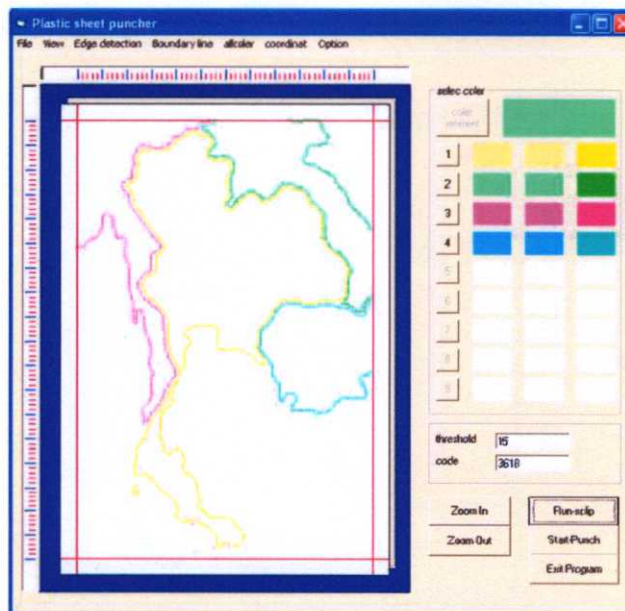 Plastic sheet puncher
File View Edge detection Boundary line allcolor coordinat Option
selec color
color
1
2
3
4
5
6
7
8
9
threshold 15
code 3618
Zoom In Run-sclip
Zoom Out Start-Punch
Exit Program